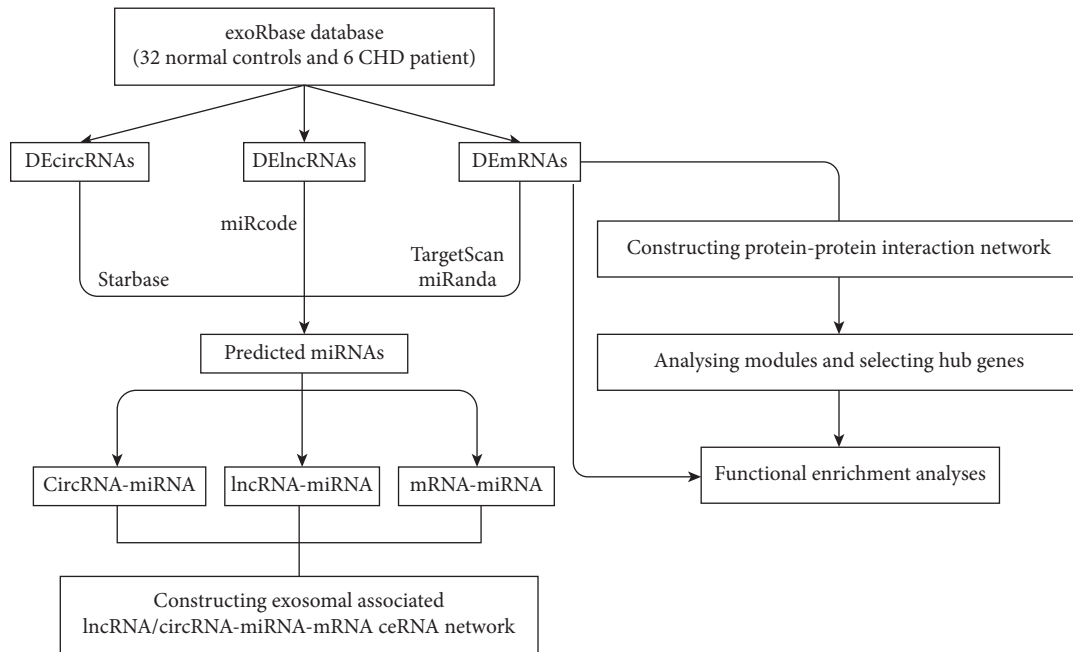 exoRbase database
(32 normal controls and 6 CHD patient)
DEcircRNAs
DElncRNAs
DEmRNAs
miRcode
Starbase
TargetScan
miRanda
Constructing protein-protein interaction network
Predicted miRNAs
Analysing modules and selecting hub genes
CircRNA-miRNA
lncRNA-miRNA
mRNA-miRNA
Functional enrichment analyses
Constructing exosomal associated
lncRNA/circRNA-miRNA-mRNA ceRNA network